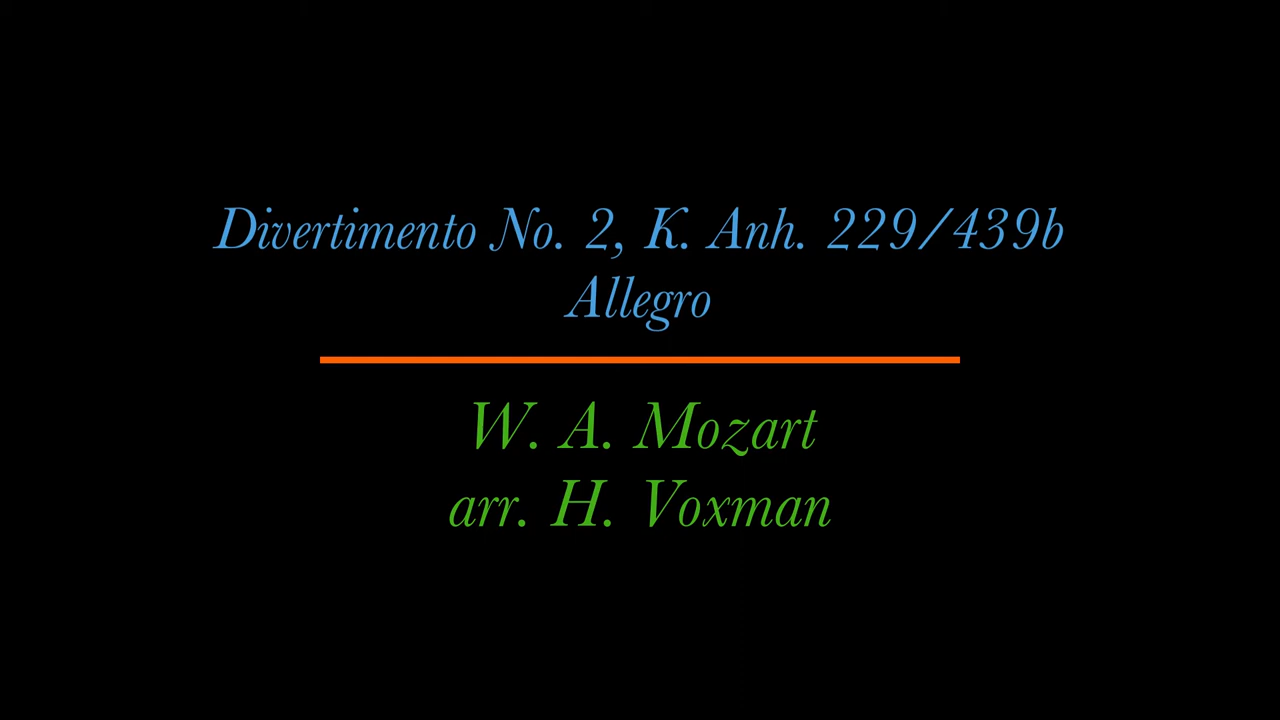 Divertimento No. 2, K. Anh. 229/439b
Allegro
W. A. Mozart
arr. H. Voxman